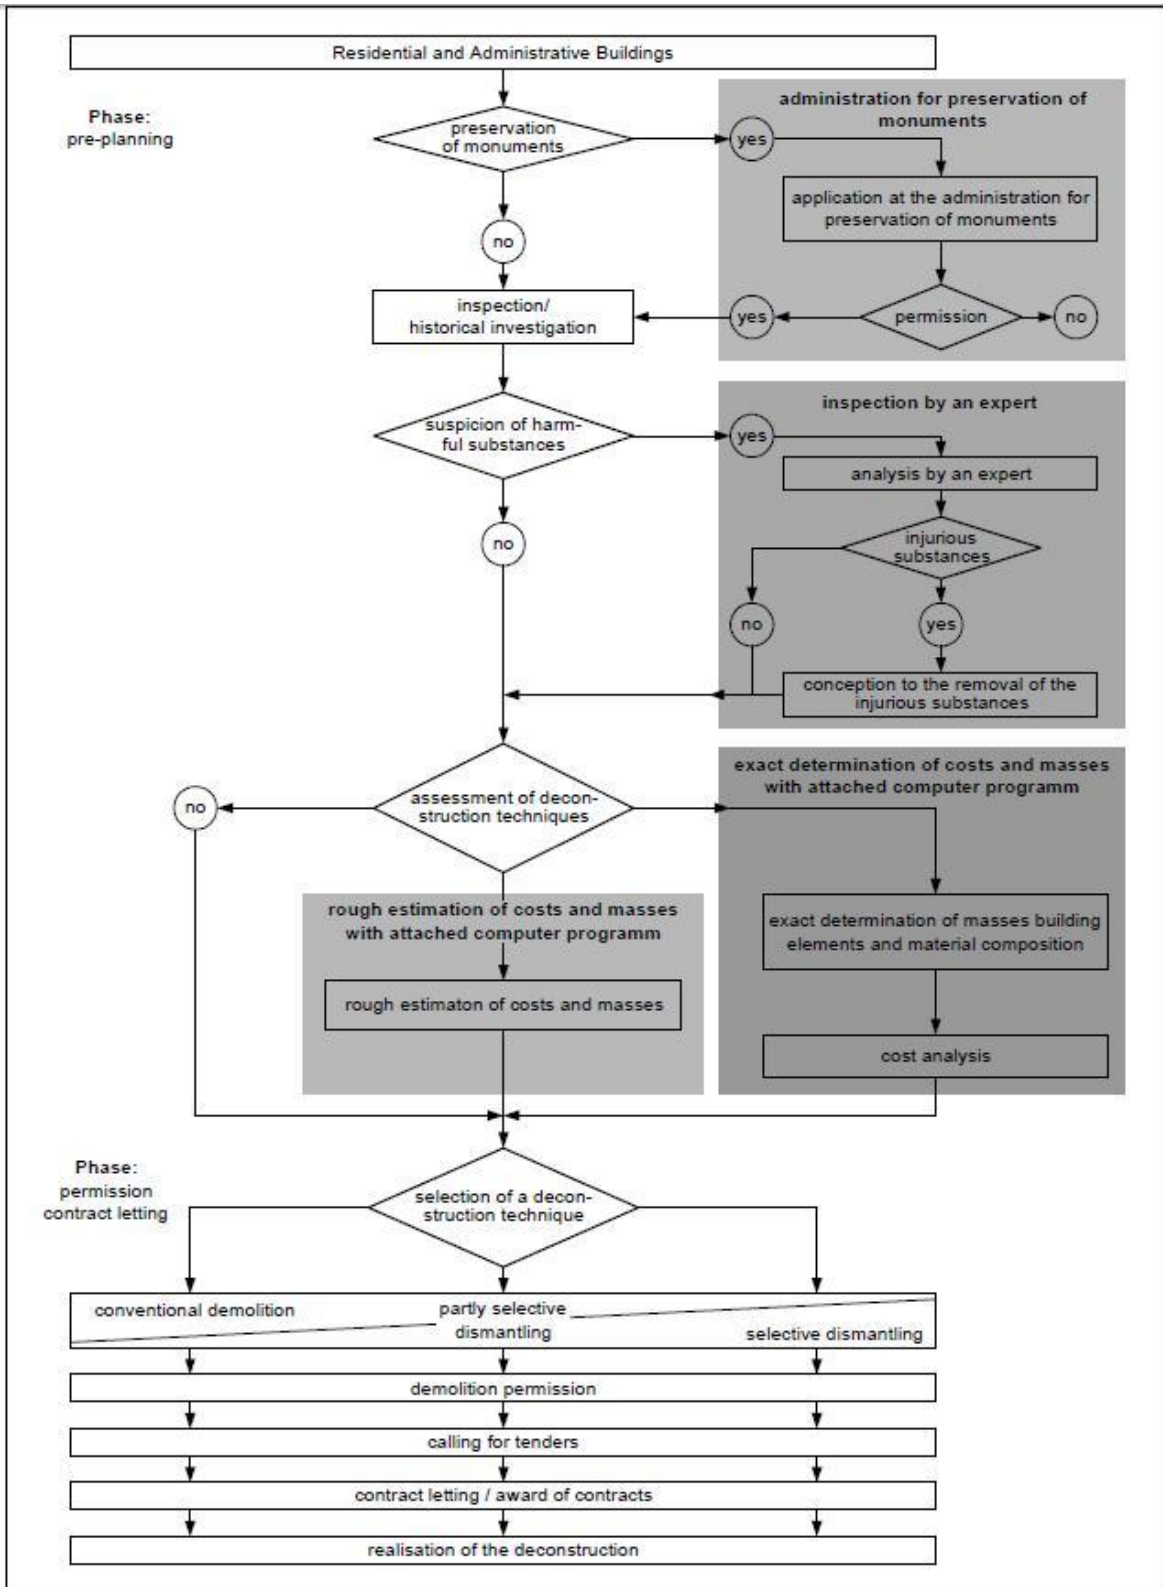 Residential and Administrative Buildings
Phase:
pre-planning
preservation
of monuments
yes
administration for preservation of
monuments
application at the administration for
preservation of monuments
no
inspection/
historical investigation
yes
permission
no
suspicion of harm-
ful substances
yes
inspection by an expert
analysis by an expert
no
injurious
substances
no
yes
conception to the removal of the
injurious substances
no
assessment of decon-
struction techniques
exact determination of costs and masses
with attached computer programm
rough estimation of costs and masses
with attached computer programm
exact determination of masses building
elements and material composition
rough estimaton of costs and masses
cost analysis
Phase:
permission
contract letting
selection of a decon-
struction technique
conventional demolition
partly selective
dismantling
selective dismantling
demolition permission
calling for tenders
contract letting / award of contracts
realisation of the deconstruction